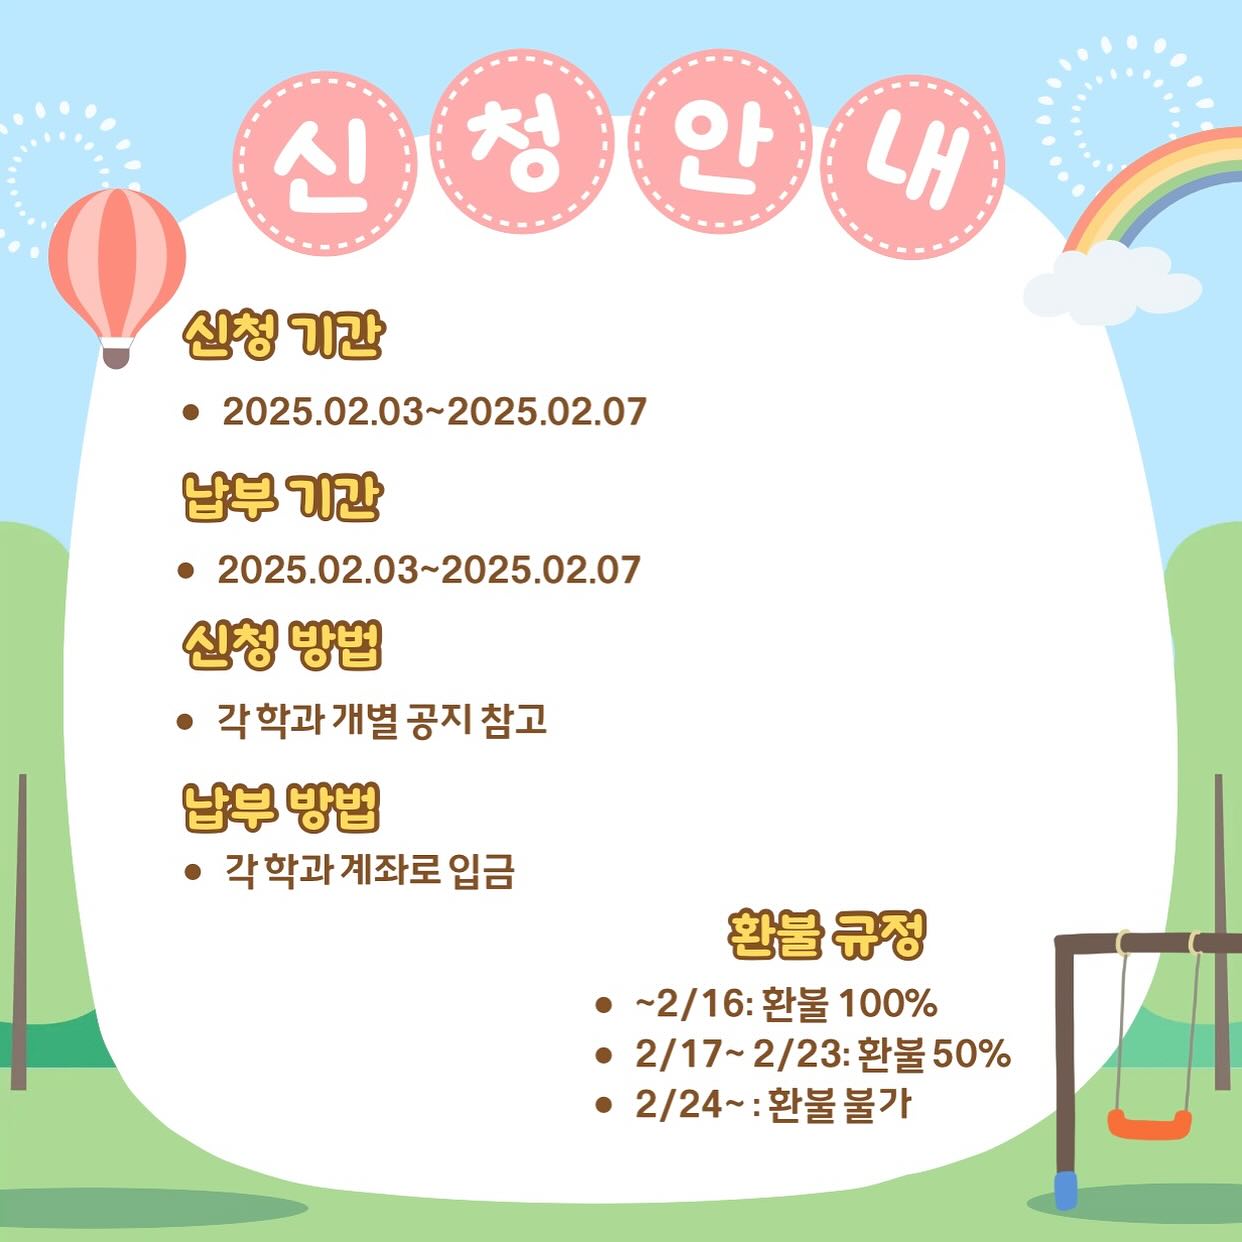 신청안내
신청 기간
• 2025.02.03~2025.02.07
납부 기간
• 2025.02.03~2025.02.07
신청 방법
• 각 학과 개별 공지 참고
납부 방법
• 각 학과 계좌로 입금
환불 규정
• ~2/16: 환불 100%
• 2/17~ 2/23: 환불 50%
• 2/24~ : 환불 불가